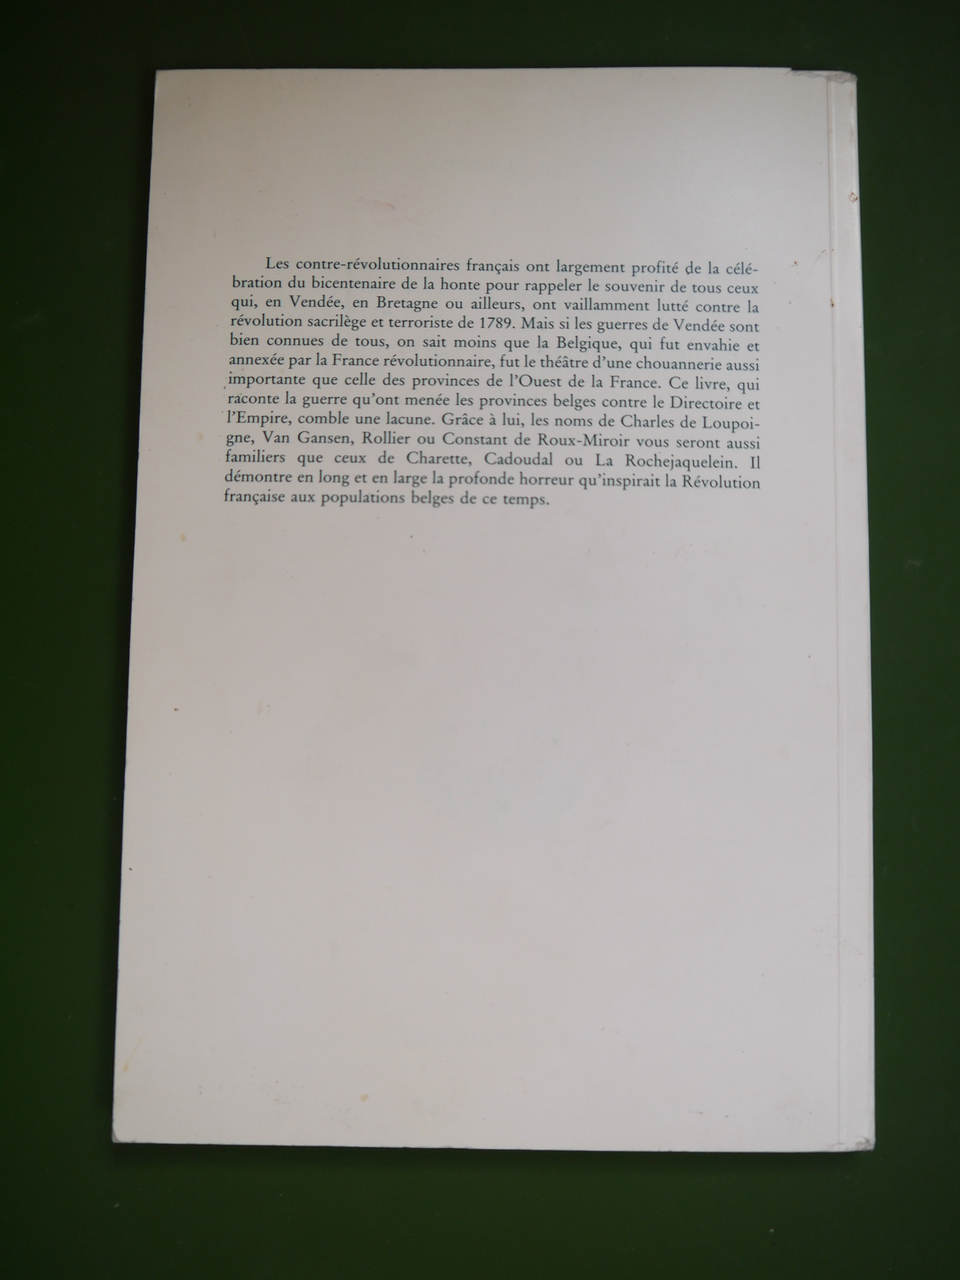 Les contre-révolutionnaires français ont largement profité de la célé-
bration du bicentenaire de la honte pour rappeler le souvenir de tous ceux
qui, en Vendée, en Bretagne ou ailleurs, ont vaillamment lutté contre la
révolution sacrilège et terroriste de 1789. Mais si les guerres de Vendée sont
bien connues de tous, on sait moins que la Belgique, qui fut envahie et
annexée par la France révolutionnaire, fut le théâtre d'une chouannerie aussi
importante que celle des provinces de l'Ouest de la France. Ce livre, qui
raconte la guerre qu'ont menée les provinces belges contre le Directoire et
l'Empire, comble une lacune. Grâce à lui, les noms de Charles de Loupoi-
gne, Van Gansen, Rollier ou Constant de Roux-Miroir vous seront aussi
familiers que ceux de Charette, Cadoudal ou La Rochejaquelein. Il
démontre en long et en large la profonde horreur qu'inspirait la Révolution
française aux populations belges de ce temps.